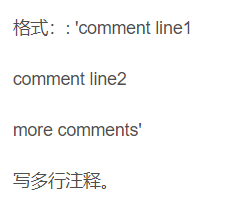 格式：: 'comment line1
comment line2
more comments'
写多行注释。